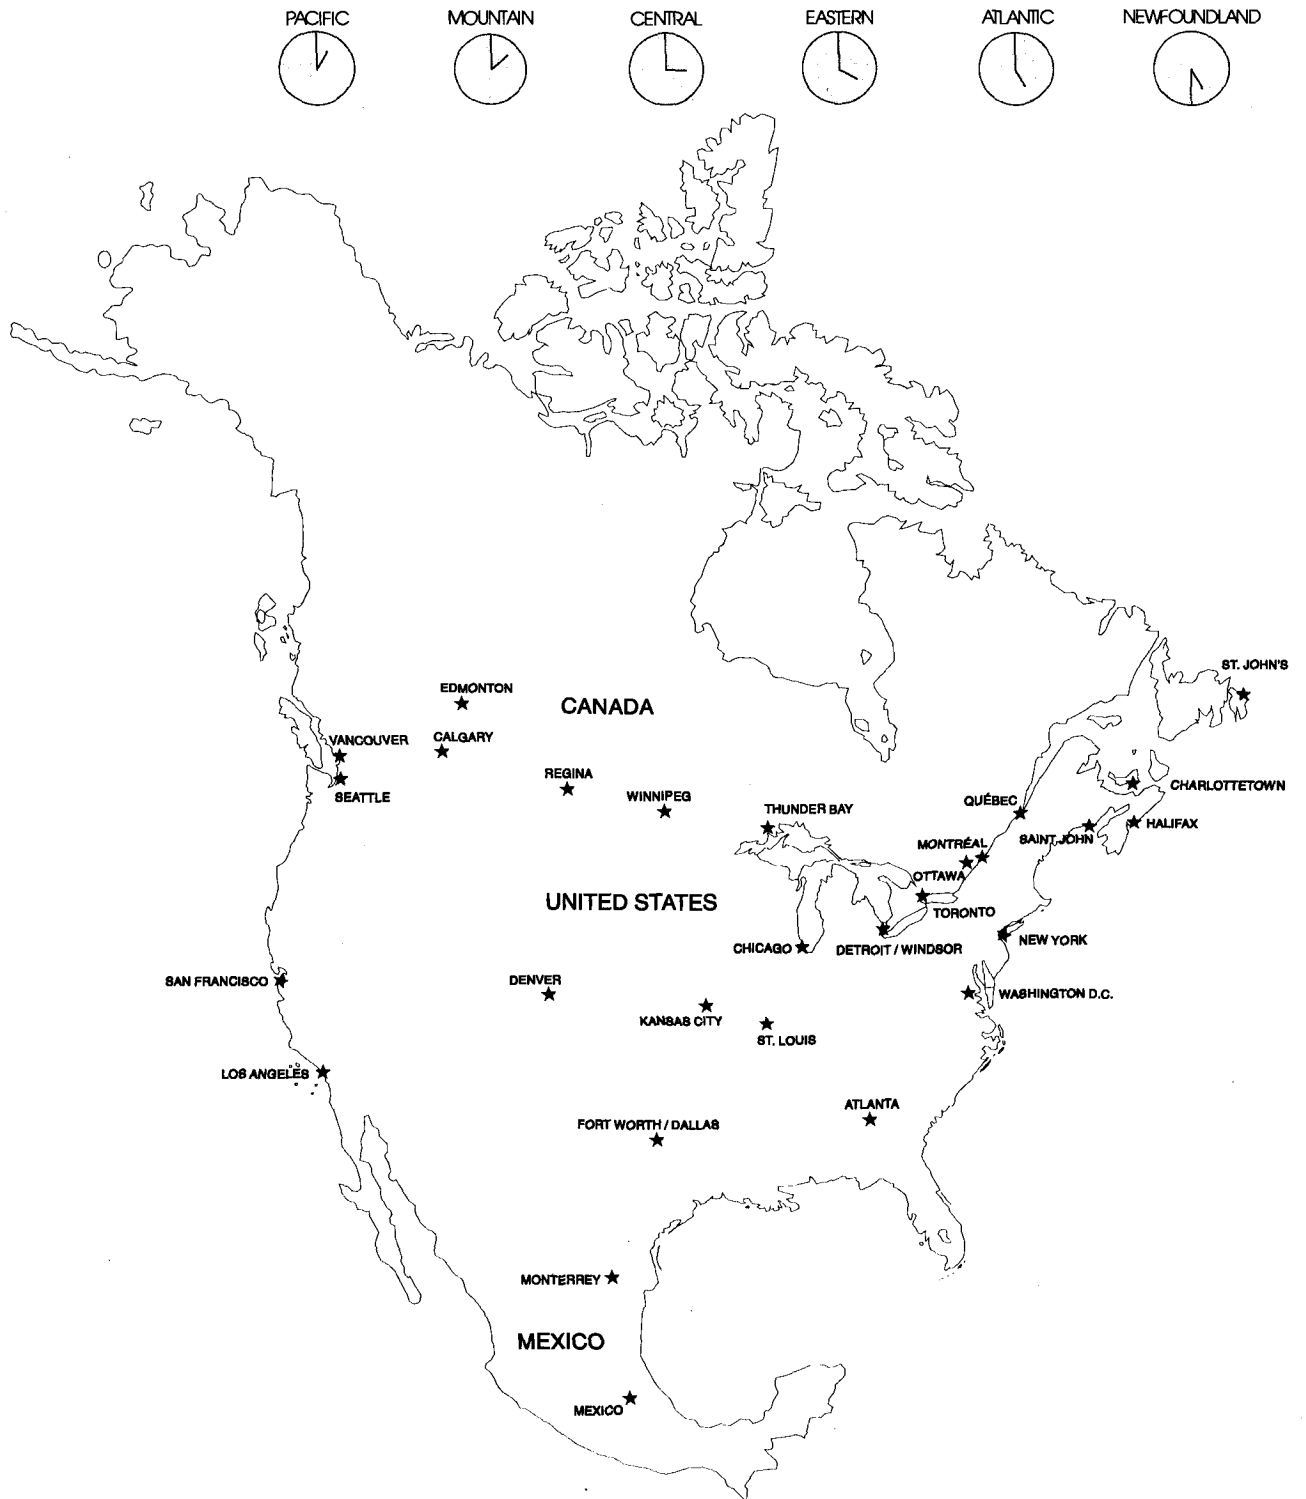 PACIFIC MOUNTAIN CENTRAL EASTERN ATLANTIC NEWFOUNDLAND
ST. JOHN'S
EDMONTON
CANADA
VANCOUVER
CALGARY
REGINA
CHARLOTTETOWN
SEATTLE
WINNIPEG
QUÉBEC
THUNDER BAY
HALIFAX
SAINT JOHN
MONTRÉAL
OTTAWA
UNITED STATES
TORONTO
NEW YORK
CHICAGO
DETROIT / WINDSOR
SAN FRANCISCO
DENVER
WASHINGTON D.C.
KANSAS CITY
ST. LOUIS
LOS ANGELES
ATLANTA
FORT WORTH / DALLAS
MONTERREY
MEXICO
MEXICO